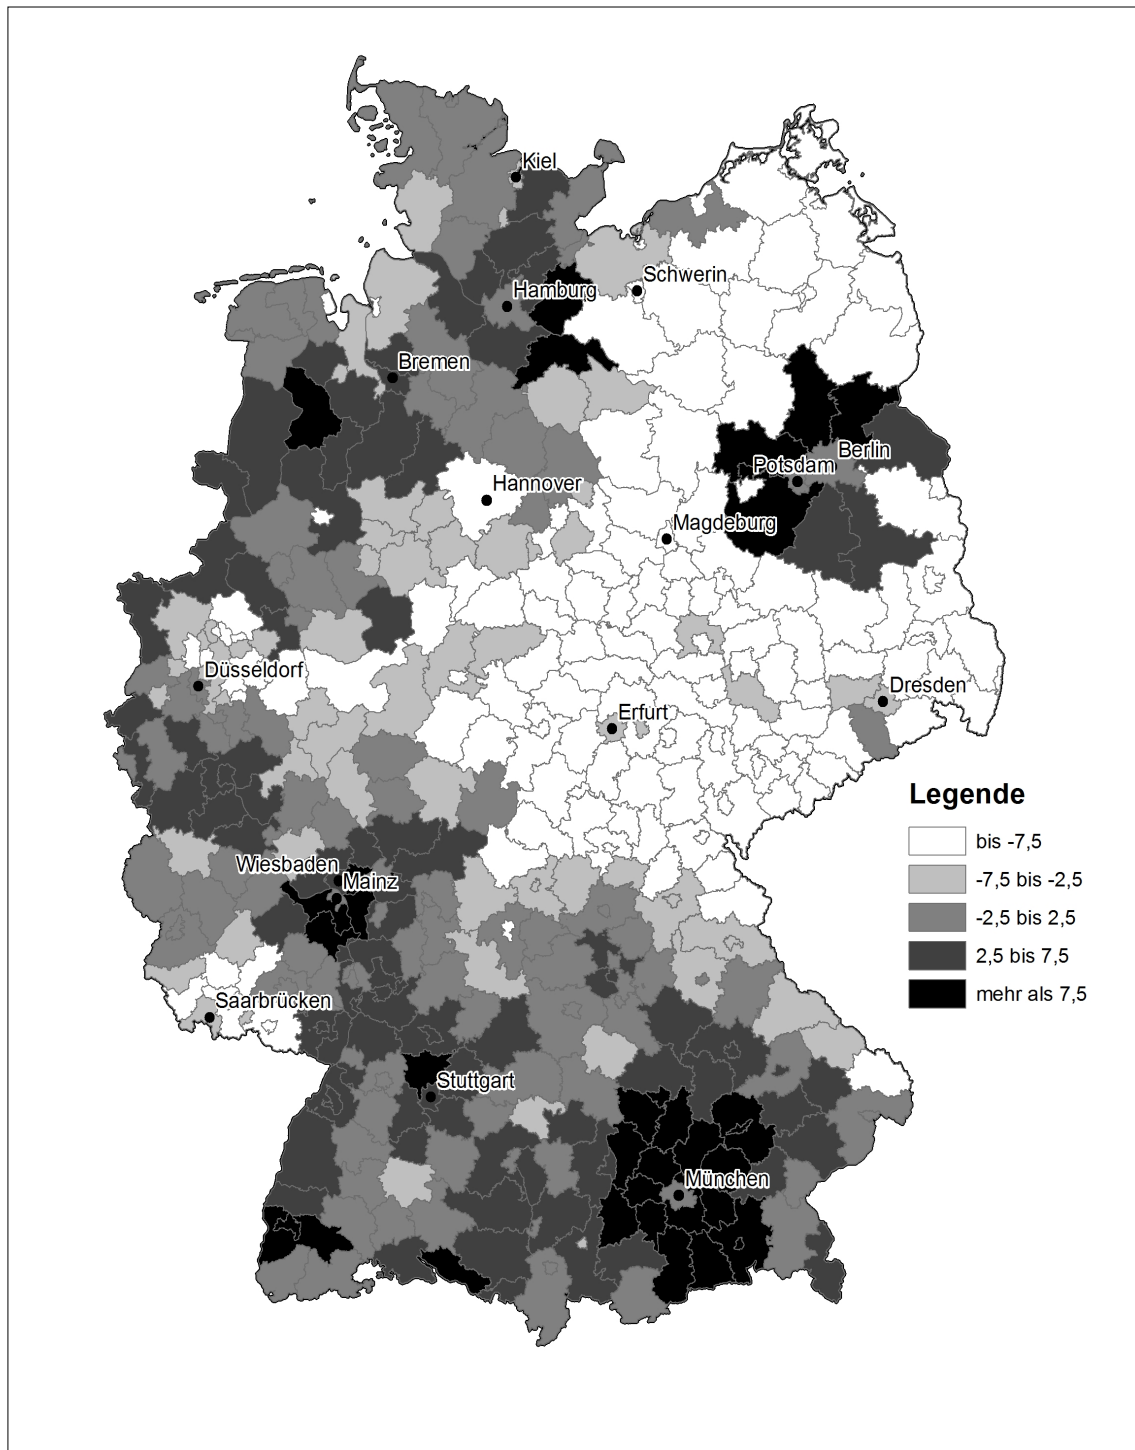 Kiel
Schwerin
Hamburg
Bremen
Berlin
Potsdam
Hannover
Magdeburg
Düsseldorf
Dresden
Erfurt
Legende
bis -7,5
-7,5 bis -2,5
-2,5 bis 2,5
2,5 bis 7,5
mehr als 7,5
Wiesbaden
Mainz
Saarbrücken
Stuttgart
München